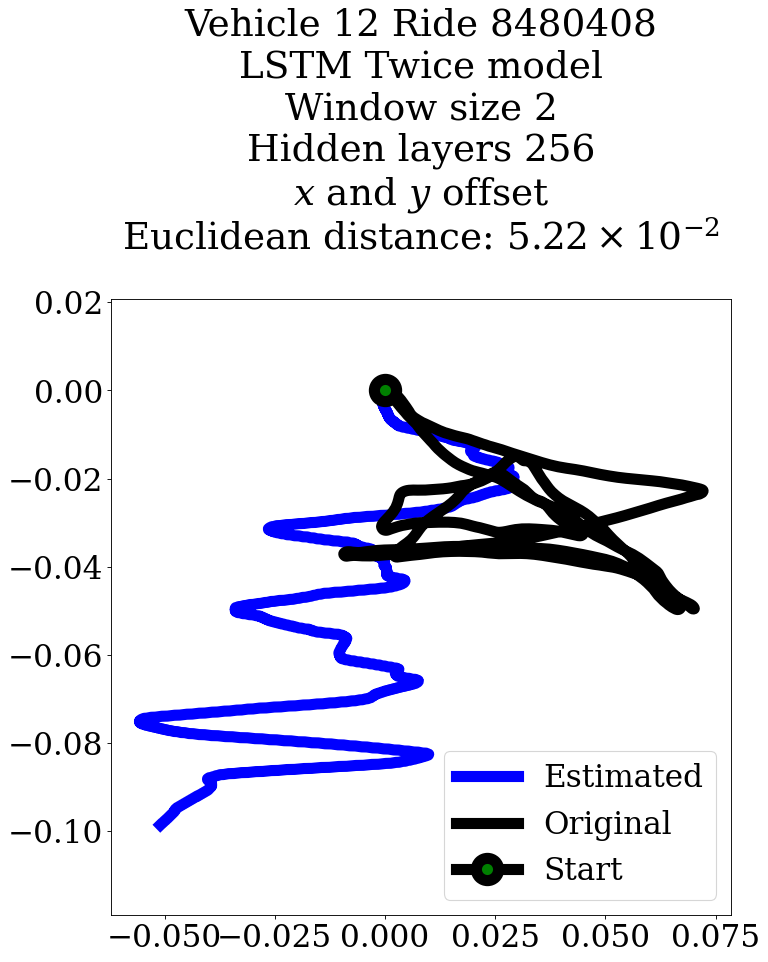 Vehicle 12 Ride 8480408
LSTM Twice model
Window size 2
Hidden layers 256
x and y offset
Euclidean distance: 5.22 × 10⁻²
0.02
0.00
−0.02
−0.04
−0.06
−0.08
−0.10
Estimated
Original
Start
−0.050 −0.025 0.000 0.025 0.050 0.075